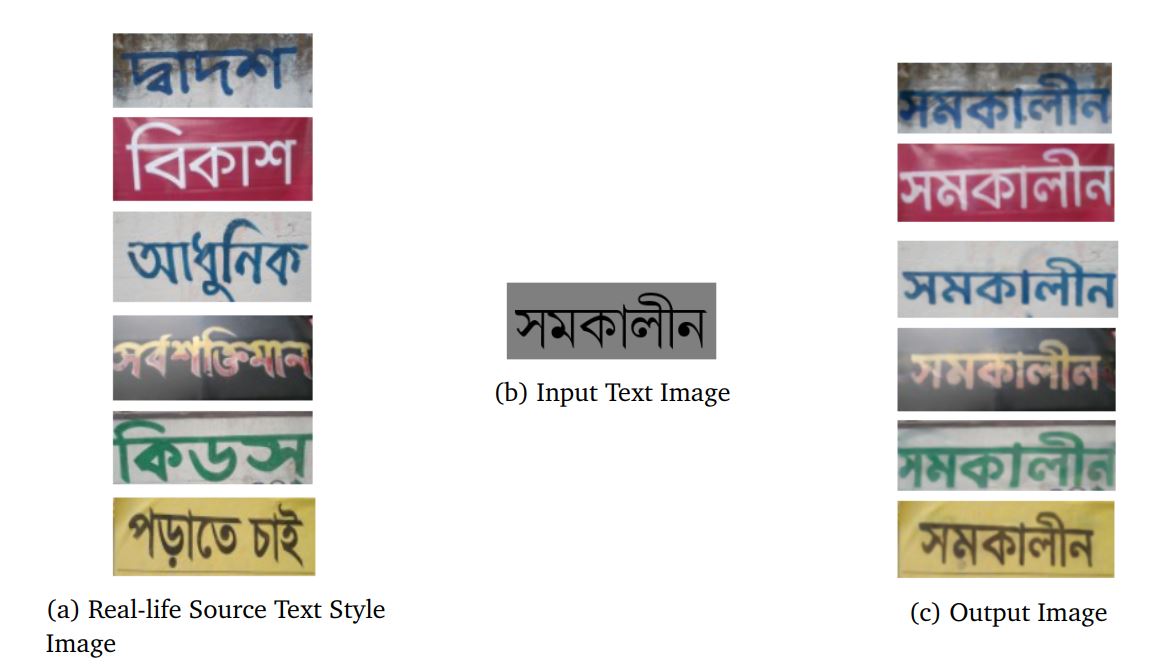 দ্বাদশ
বিকাশ
আধুনিক
সর্বশক্তিমান
কিডস
পড়াতে চাই
(a) Real-life Source Text Style
Image
সমকালীন
(b) Input Text Image
সমকালীন
সমকালীন
সমকালীন
সমকালীন
সমকালীন
সমকালীন
(c) Output Image